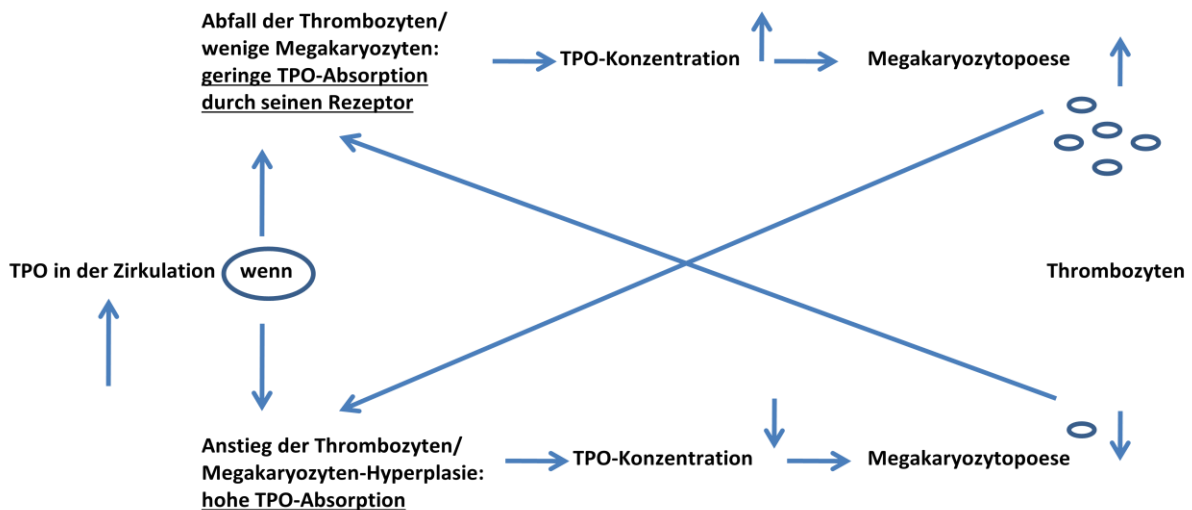 Abfall der Thrombozyten/
wenige Megakaryozyten:
geringe TPO-Absorption
durch seinen Rezeptor
TPO-Konzentration
Megakaryozytopoese
TPO in der Zirkulation
wenn
Thrombozyten
Anstieg der Thrombozyten/
Megakaryozyten-Hyperplasie:
hohe TPO-Absorption
TPO-Konzentration
Megakaryozytopoese